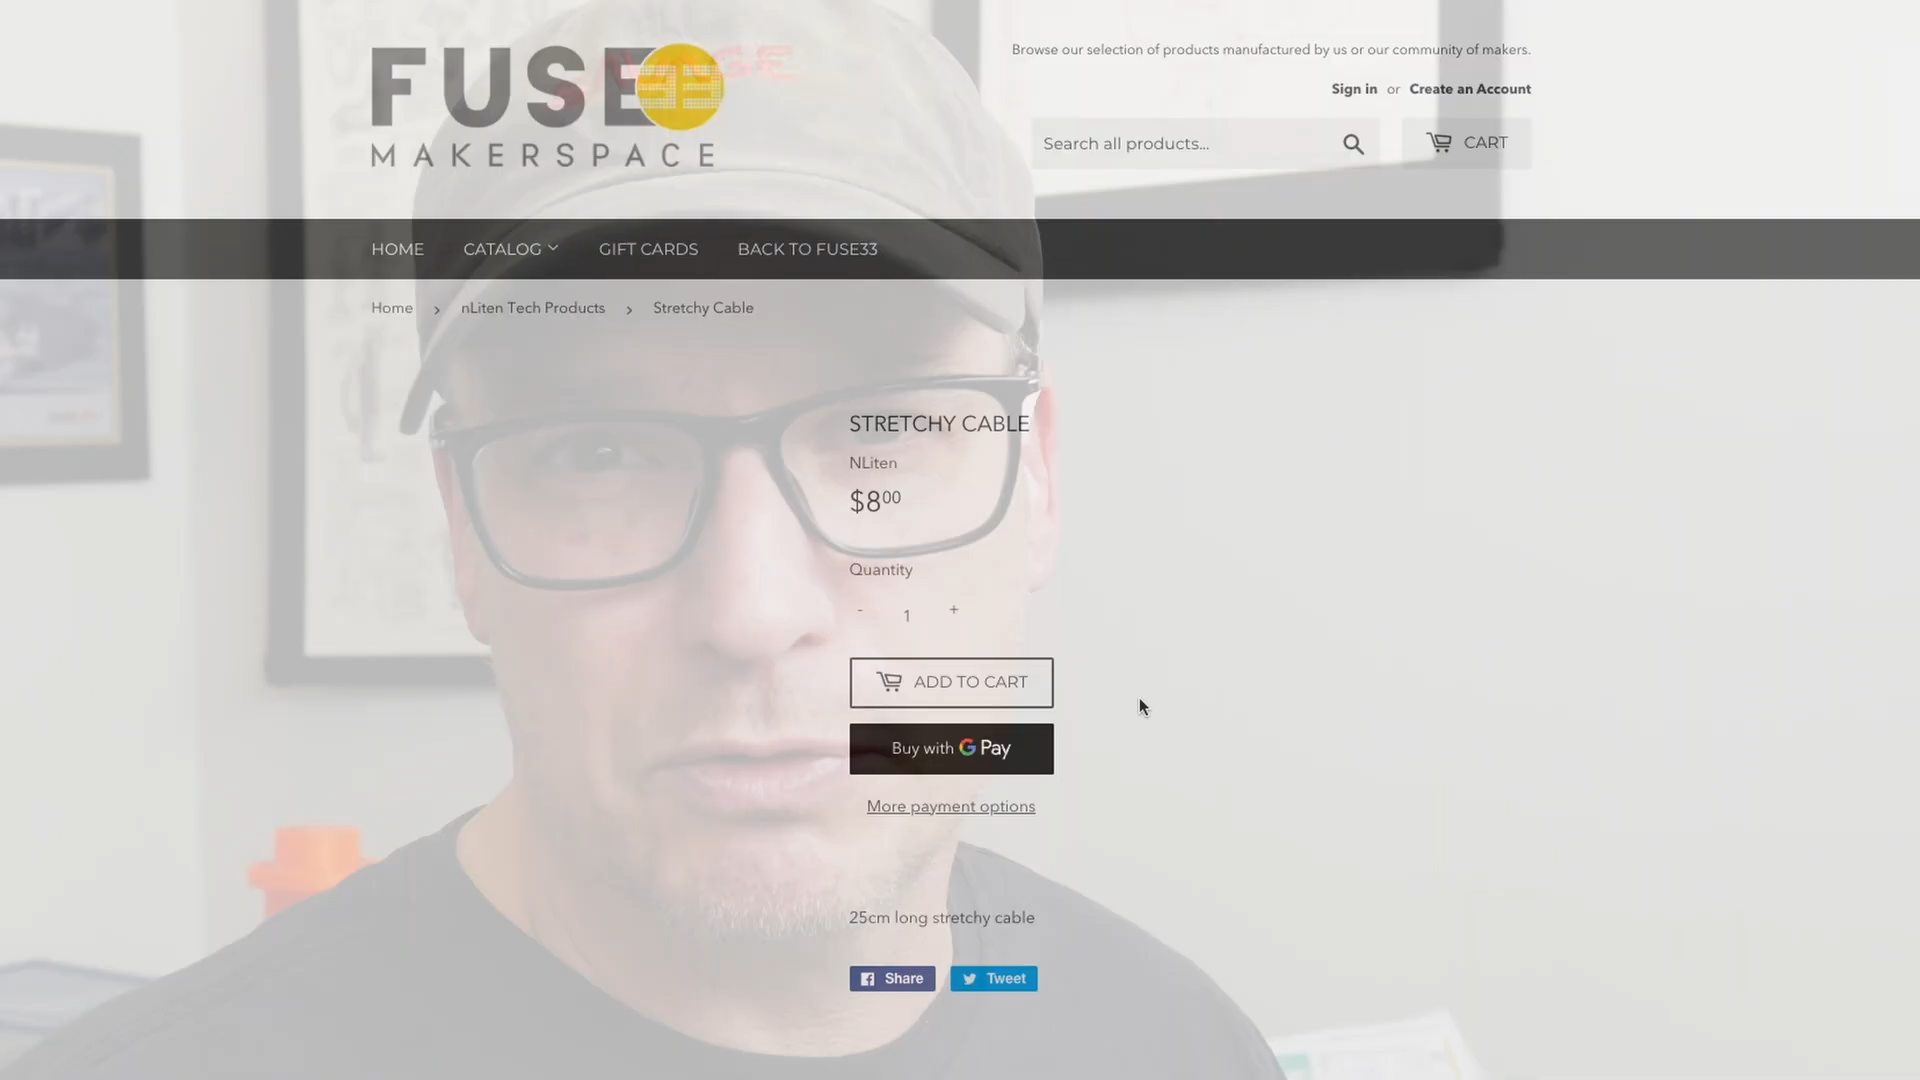 FUSE33
MAKERSPACE
Browse our selection of products manufactured by us or our community of makers.
Sign in or Create an Account
Search all products...
CART
HOME
CATALOG
GIFT CARDS
BACK TO FUSE33
Home › nLiten Tech Products › Stretchy Cable
STRETCHY CABLE
NLiten
$800
Quantity
- 1 +
ADD TO CART
Buy with G Pay
More payment options
25cm long stretchy cable
Share
Tweet